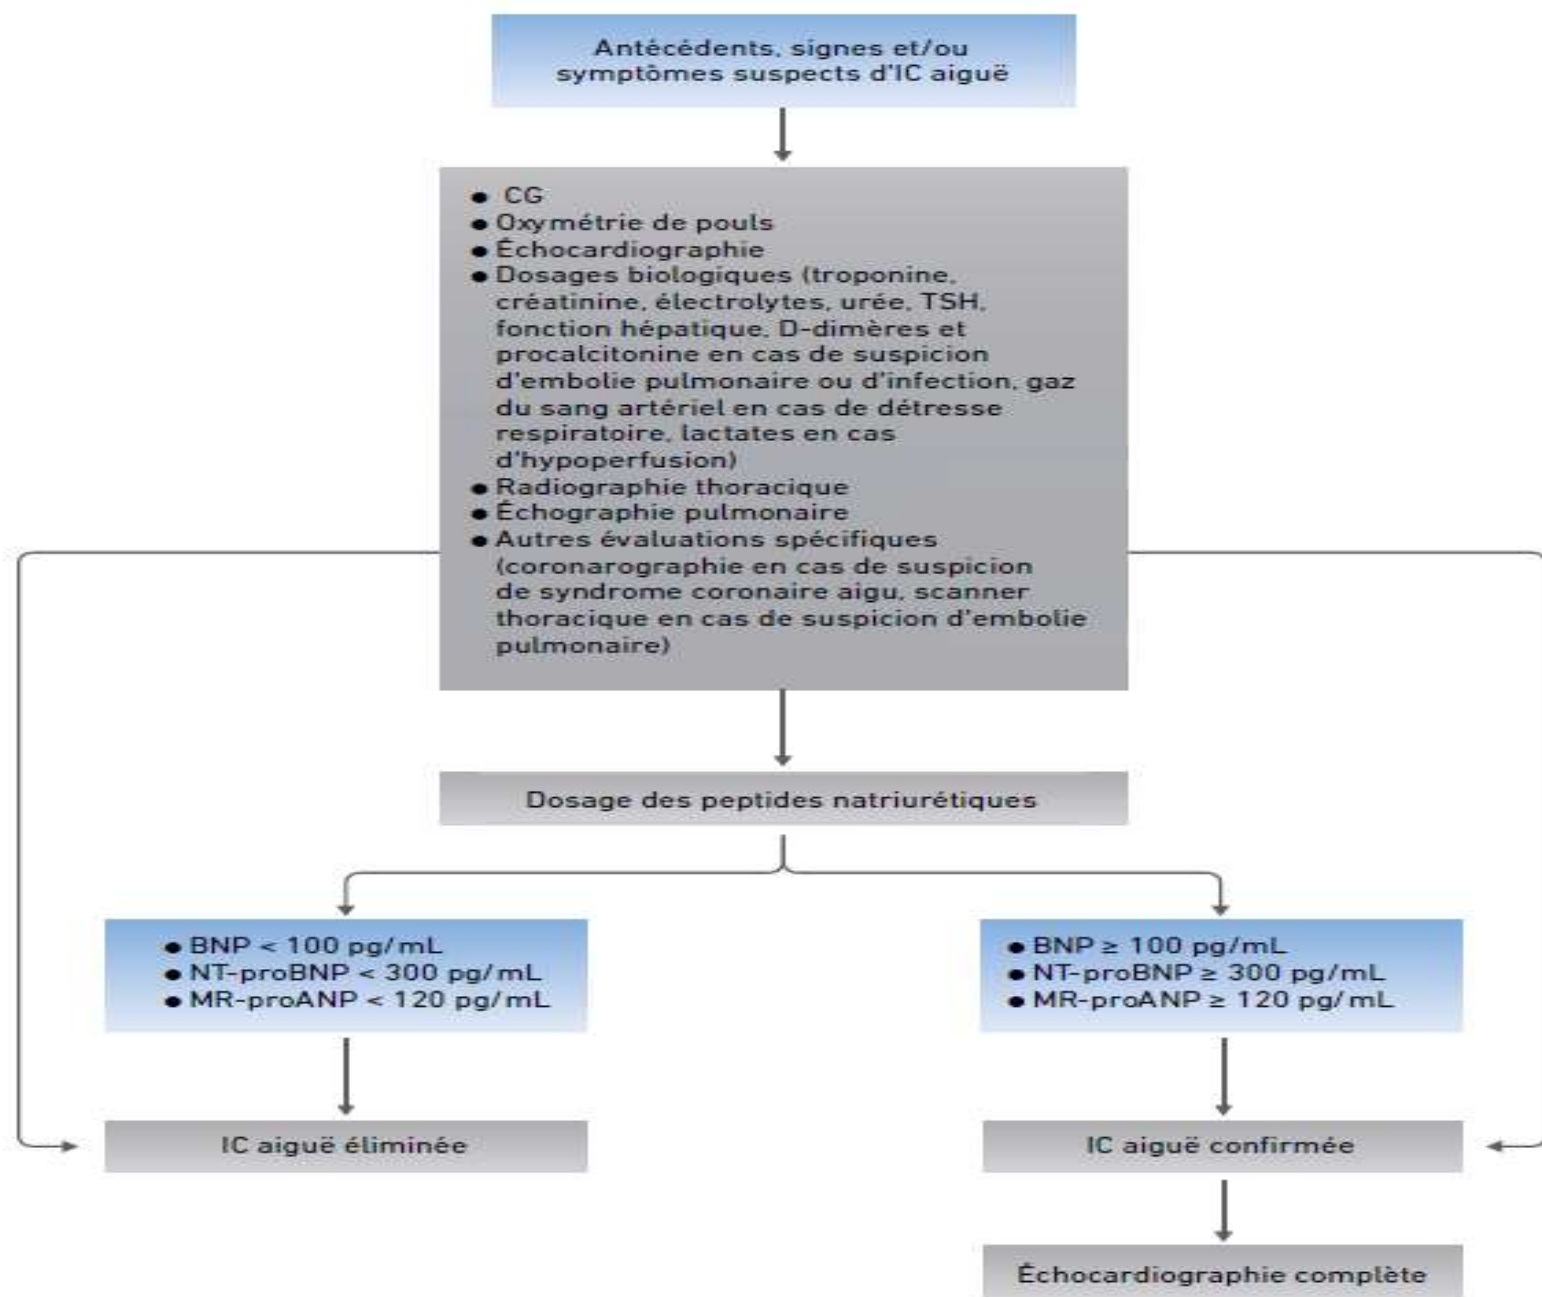 Antécédents, signes et/ou
symptômes suspects d'IC aiguë
● CG
● Oxymétrie de pouls
● Échocardiographie
● Dosages biologiques (troponine,
créatinine, électrolytes, urée, TSH,
fonction hépatique, D-dimères et
procalcitonine en cas de suspicion
d'embolie pulmonaire ou d'infection, gaz
du sang artériel en cas de détresse
respiratoire, lactates en cas
d'hypoperfusion)
● Radiographie thoracique
● Échographie pulmonaire
● Autres évaluations spécifiques
(coronarographie en cas de suspicion
de syndrome coronaire aigu, scanner
thoracique en cas de suspicion d'embolie
pulmonaire)
Dosage des peptides natriurétiques
● BNP < 100 pg/mL
● NT-proBNP < 300 pg/mL
● MR-proANP < 120 pg/mL
● BNP ≥ 100 pg/mL
● NT-proBNP ≥ 300 pg/mL
● MR-proANP ≥ 120 pg/mL
IC aiguë éliminée
IC aiguë confirmée
Échocardiographie complète